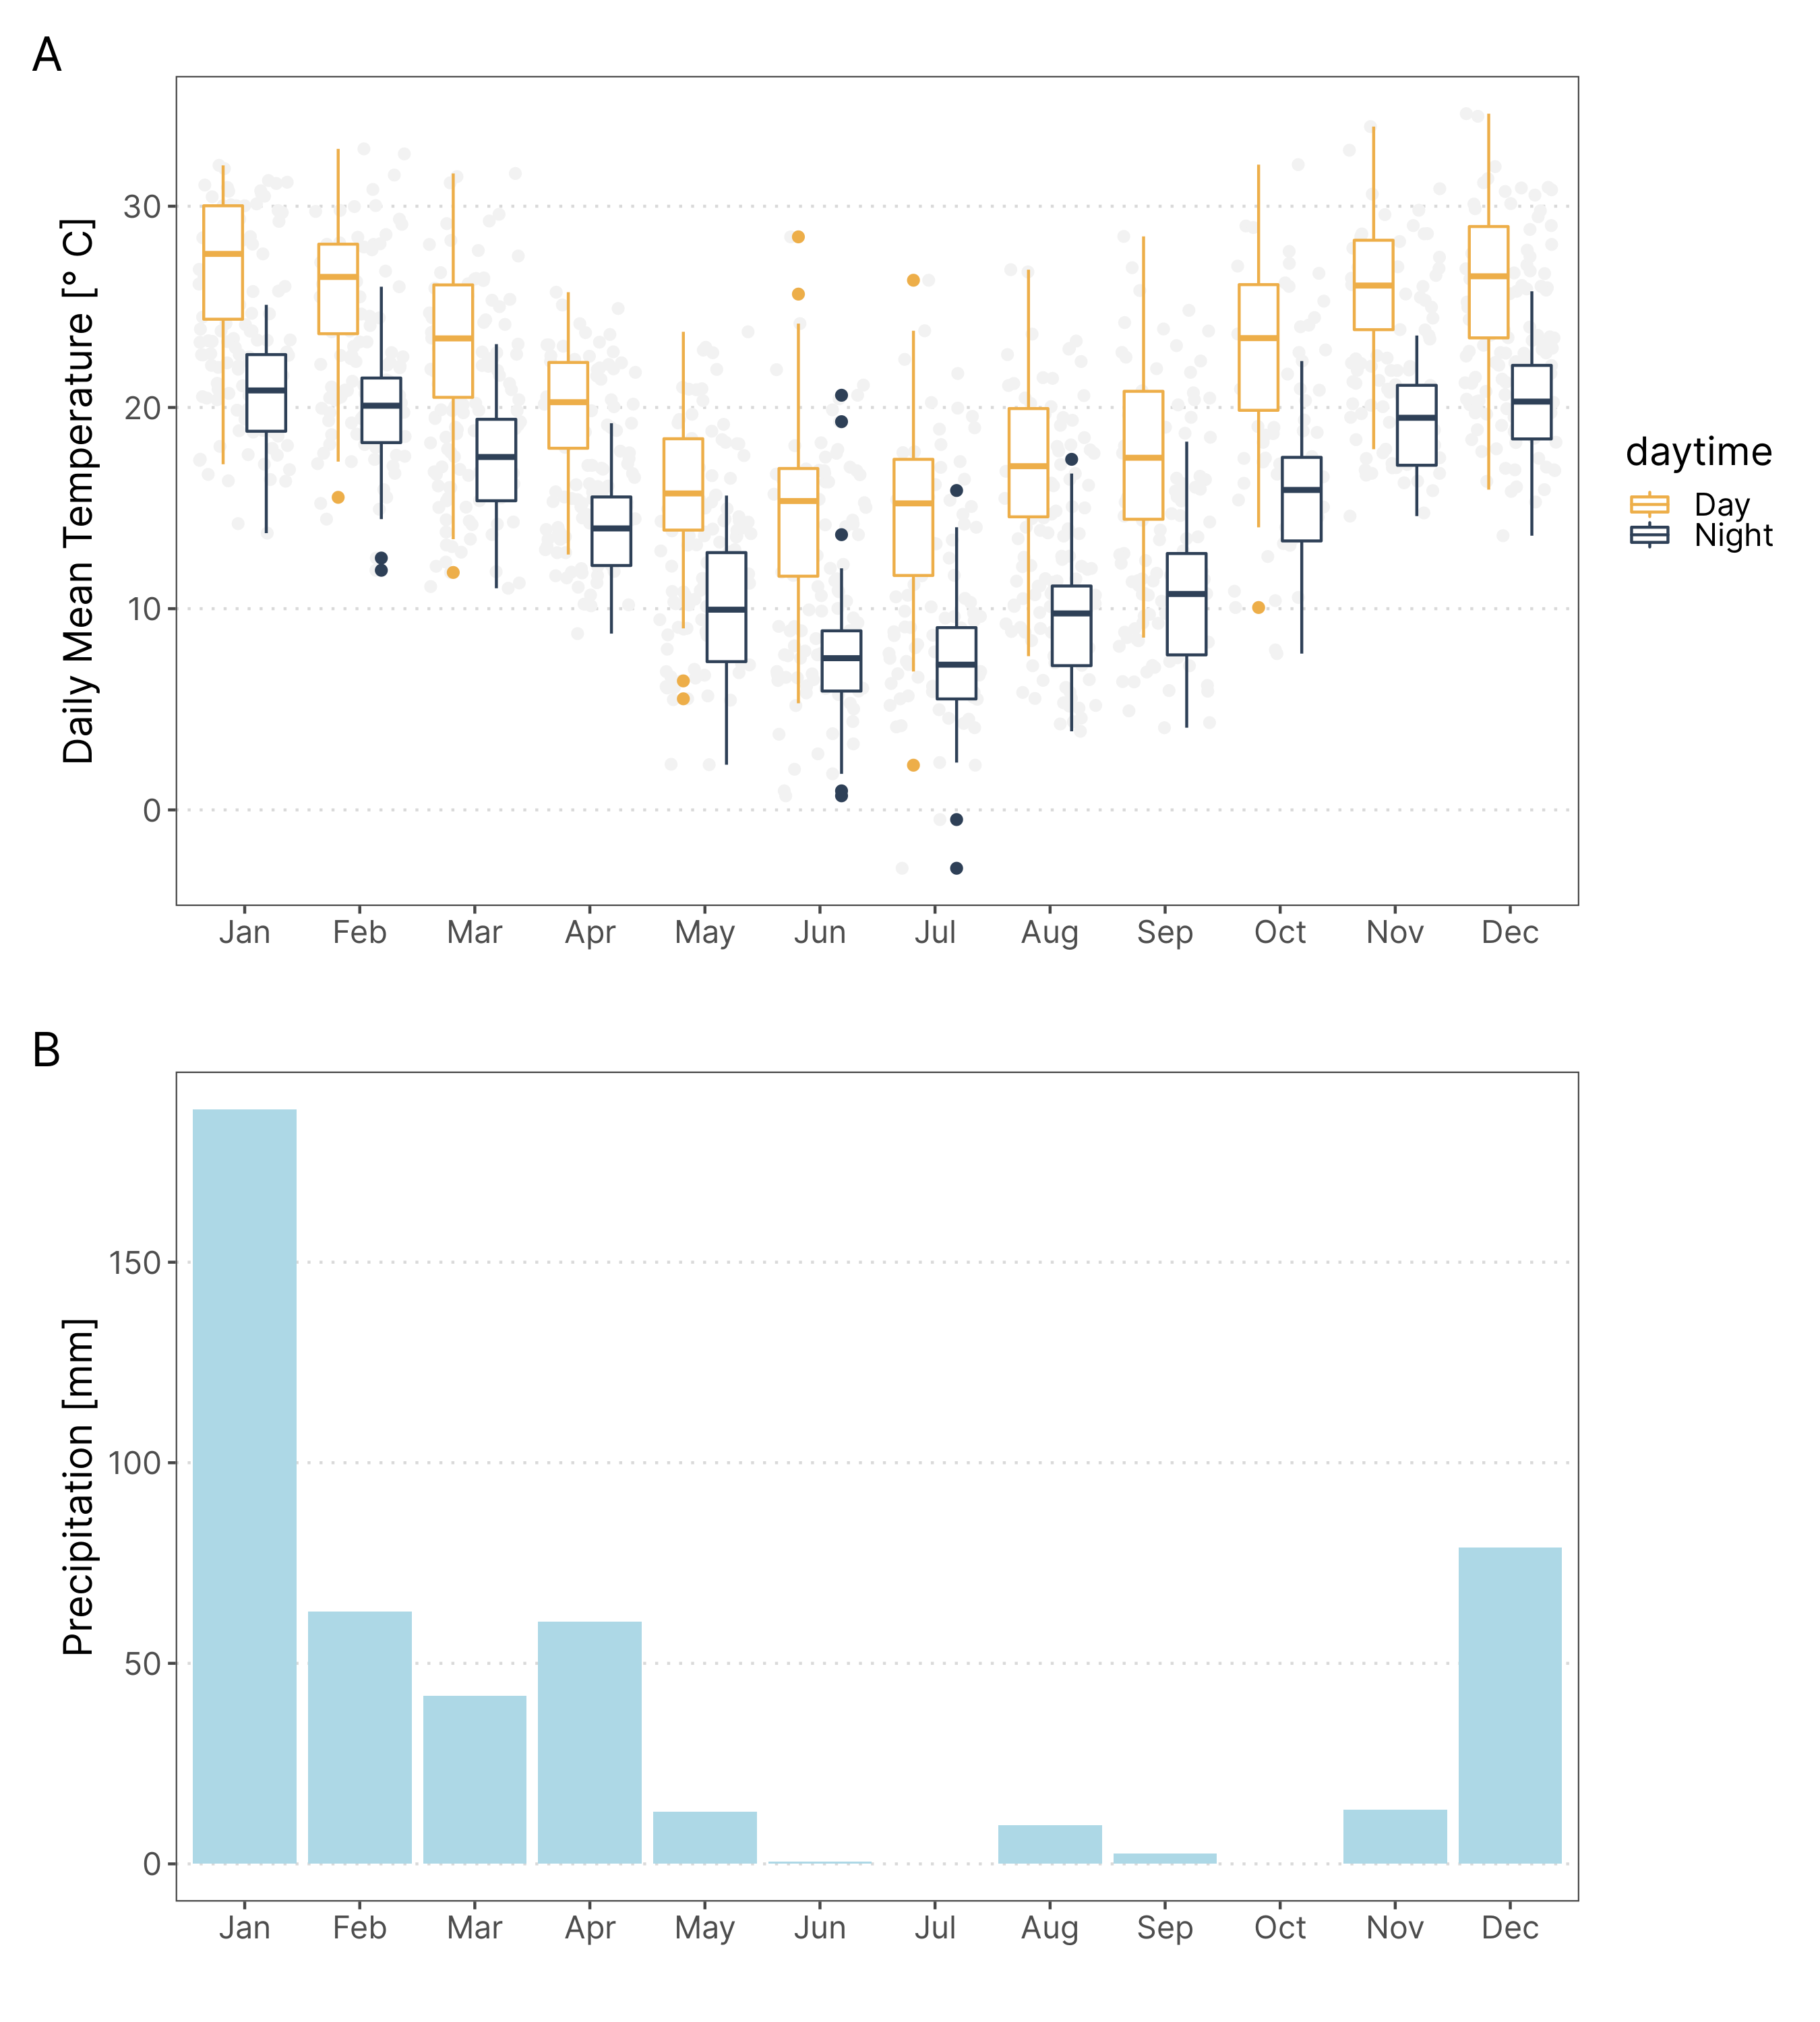 A
Daily Mean Temperature [° C]
30
20
10
0
Jan Feb Mar Apr May Jun Jul Aug Sep Oct Nov Dec
daytime
Day
Night
B
Precipitation [mm]
150
100
50
0
Jan Feb Mar Apr May Jun Jul Aug Sep Oct Nov Dec